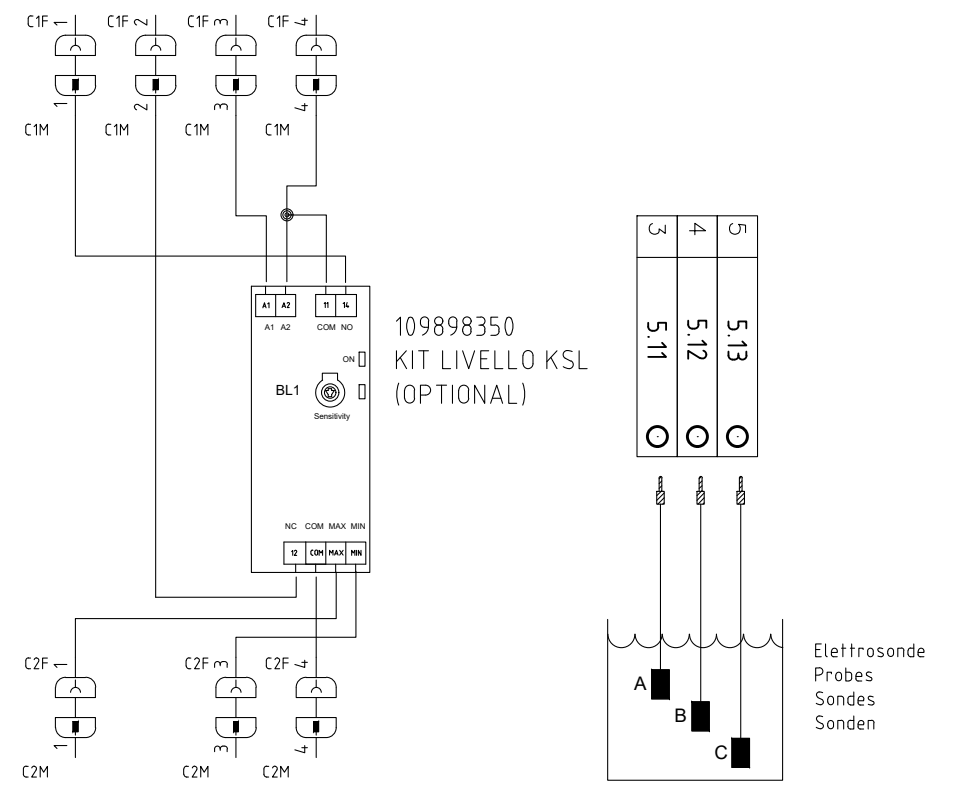 C1F 1 C1F 2 C1F 3 C1F 4
1 2 3 4
C1M C1M C1M C1M
A1 A2 11 14
A1 A2 COM NO
ON
BL1
Sensitivity
109898350
KIT LIVELLO KSL
(OPTIONAL)
NC COM MAX MIN
12 COM MAX MIN
C2F 1 C2F 3 C2F 4
1 3 4
C2M C2M C2M
3 4 5
5.11 5.12 5.13
A
B
C
Elettrosonde
Probes
Sondes
Sonden